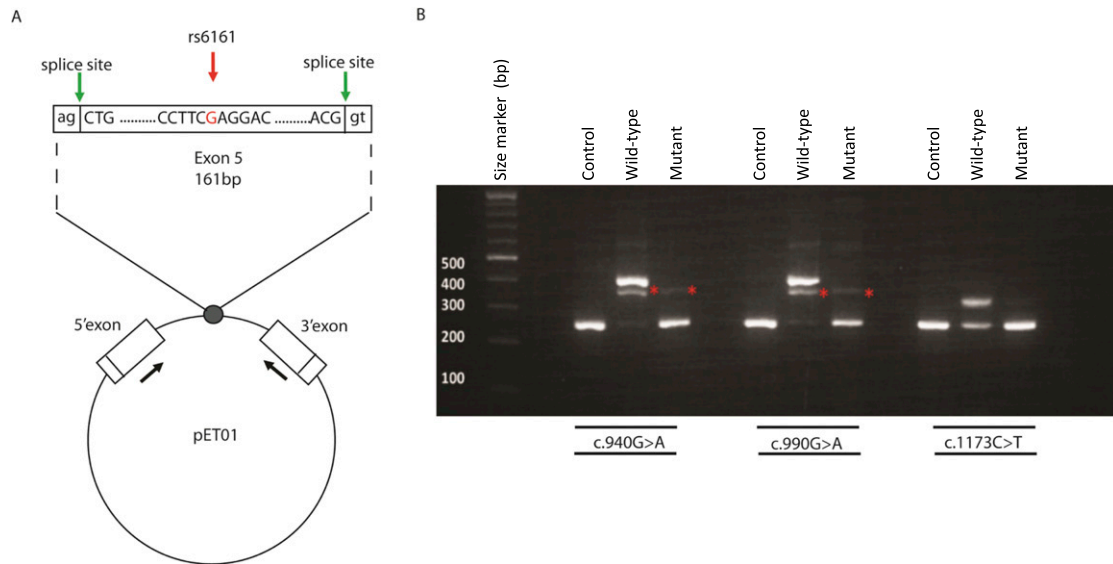 A
rs6161
splice site
splice site
ag CTG ..........CCTTCGAGGAC ..........ACG gt
Exon 5
161bp
5'exon
3'exon
pET01
B
Size marker (bp)
Control
Wild-type
Mutant
Control
Wild-type
Mutant
Control
Wild-type
Mutant
500
400
300
200
100
* *
* *
c.940G>A
c.990G>A
c.1173C>T